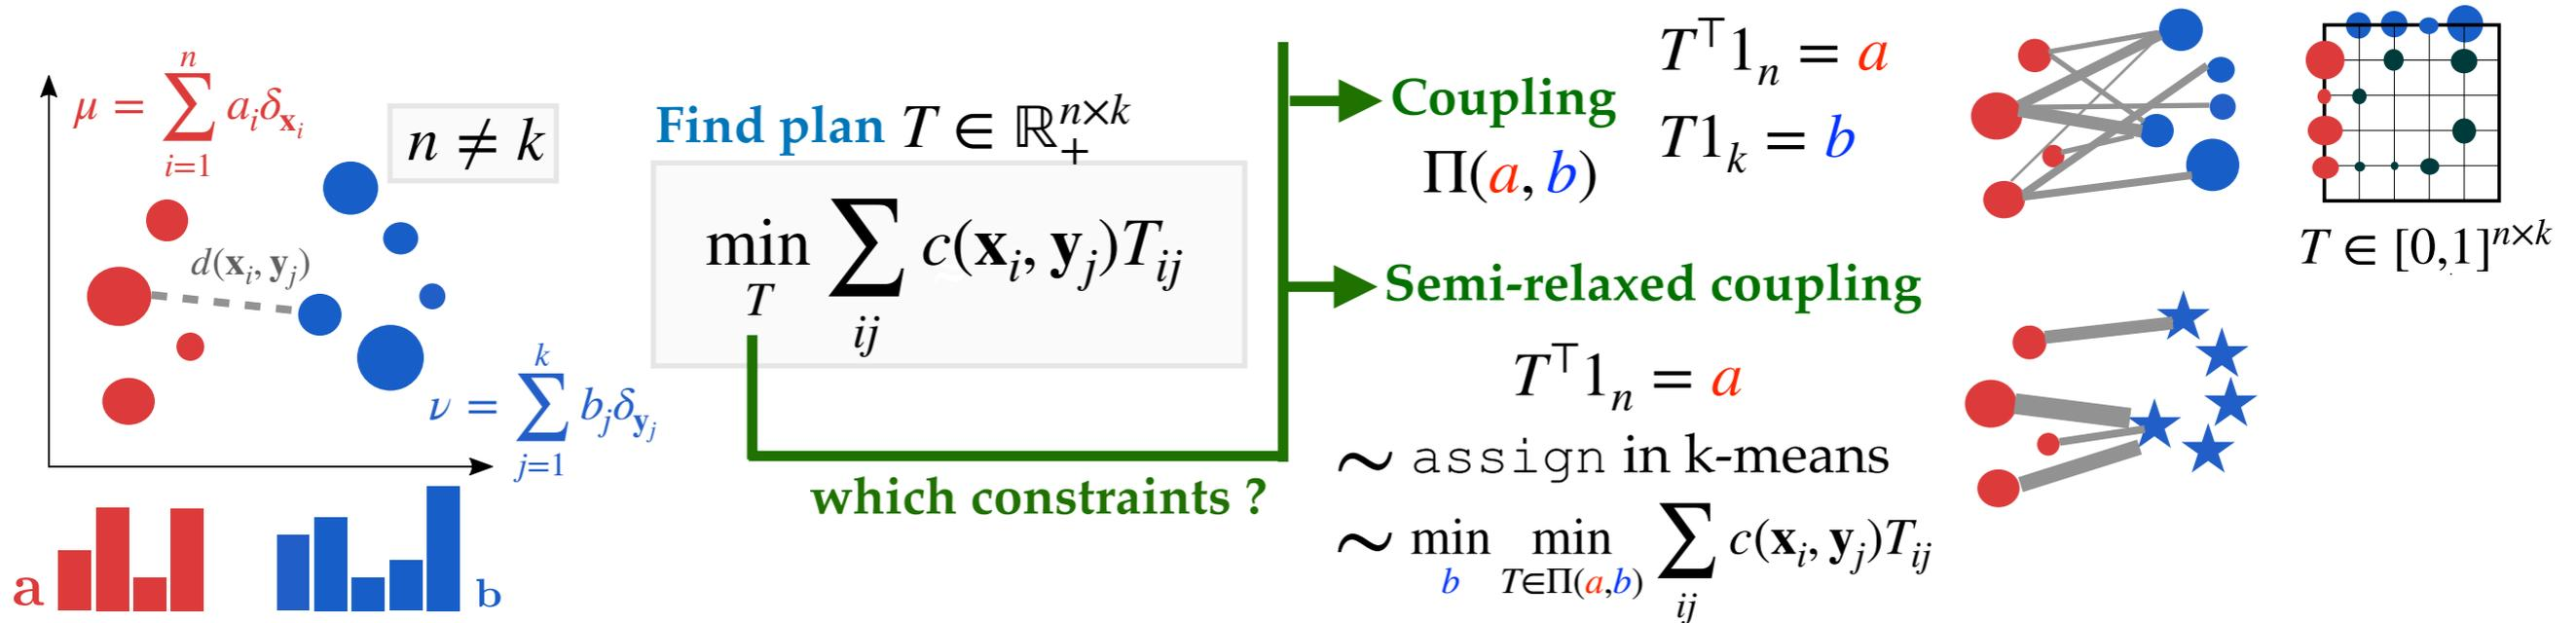 μ = ∑_{i=1}^{n} a_i δ_{𝐱_i}
n ≠ k
d(𝐱_i, 𝐲_j)
ν = ∑_{j=1}^{k} b_j δ_{𝐲_j}
a
b
Find plan T ∈ ℝ_+^{n×k}
min_T ∑_{ij} c(𝐱_i, 𝐲_j)T_{ij}
which constraints ?
Coupling
Π(a, b)
T^⊤1_n = a
T1_k = b
T ∈ [0,1]^{n×k}
Semi-relaxed coupling
T^⊤1_n = a
∼ assign in k-means
∼ min_b min_{T∈Π(a,b)} ∑_{ij} c(𝐱_i, 𝐲_j)T_{ij}